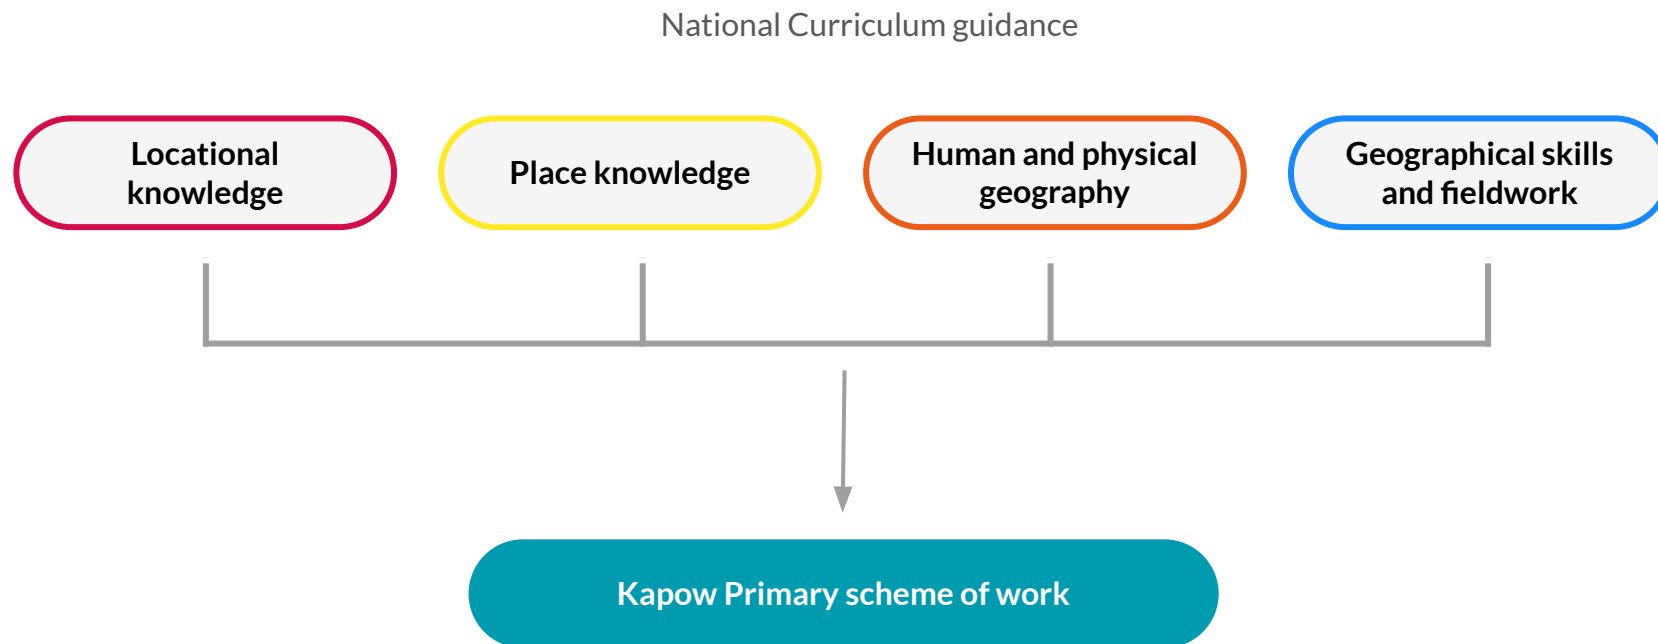 National Curriculum guidance
Locational
knowledge
Place knowledge
Human and physical
geography
Geographical skills
and fieldwork
Kapow Primary scheme of work